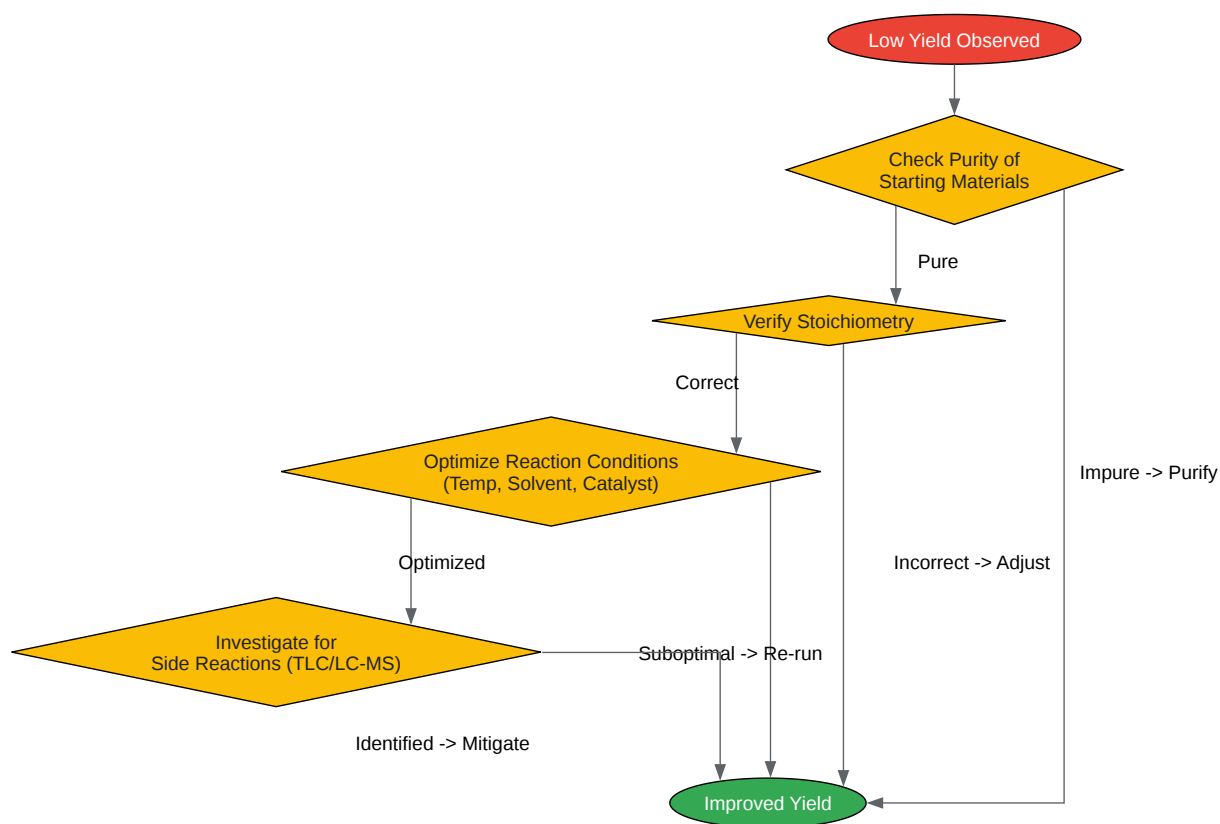 Low Yield Observed
Check Purity of
Starting Materials
Pure
Verify Stoichiometry
Correct
Optimize Reaction Conditions
(Temp, Solvent, Catalyst)
Impure -> Purify
Optimized
Incorrect -> Adjust
Investigate for
Side Reactions (TLC/LC-MS)
Suboptimal -> Re-run
Identified -> Mitigate
Improved Yield